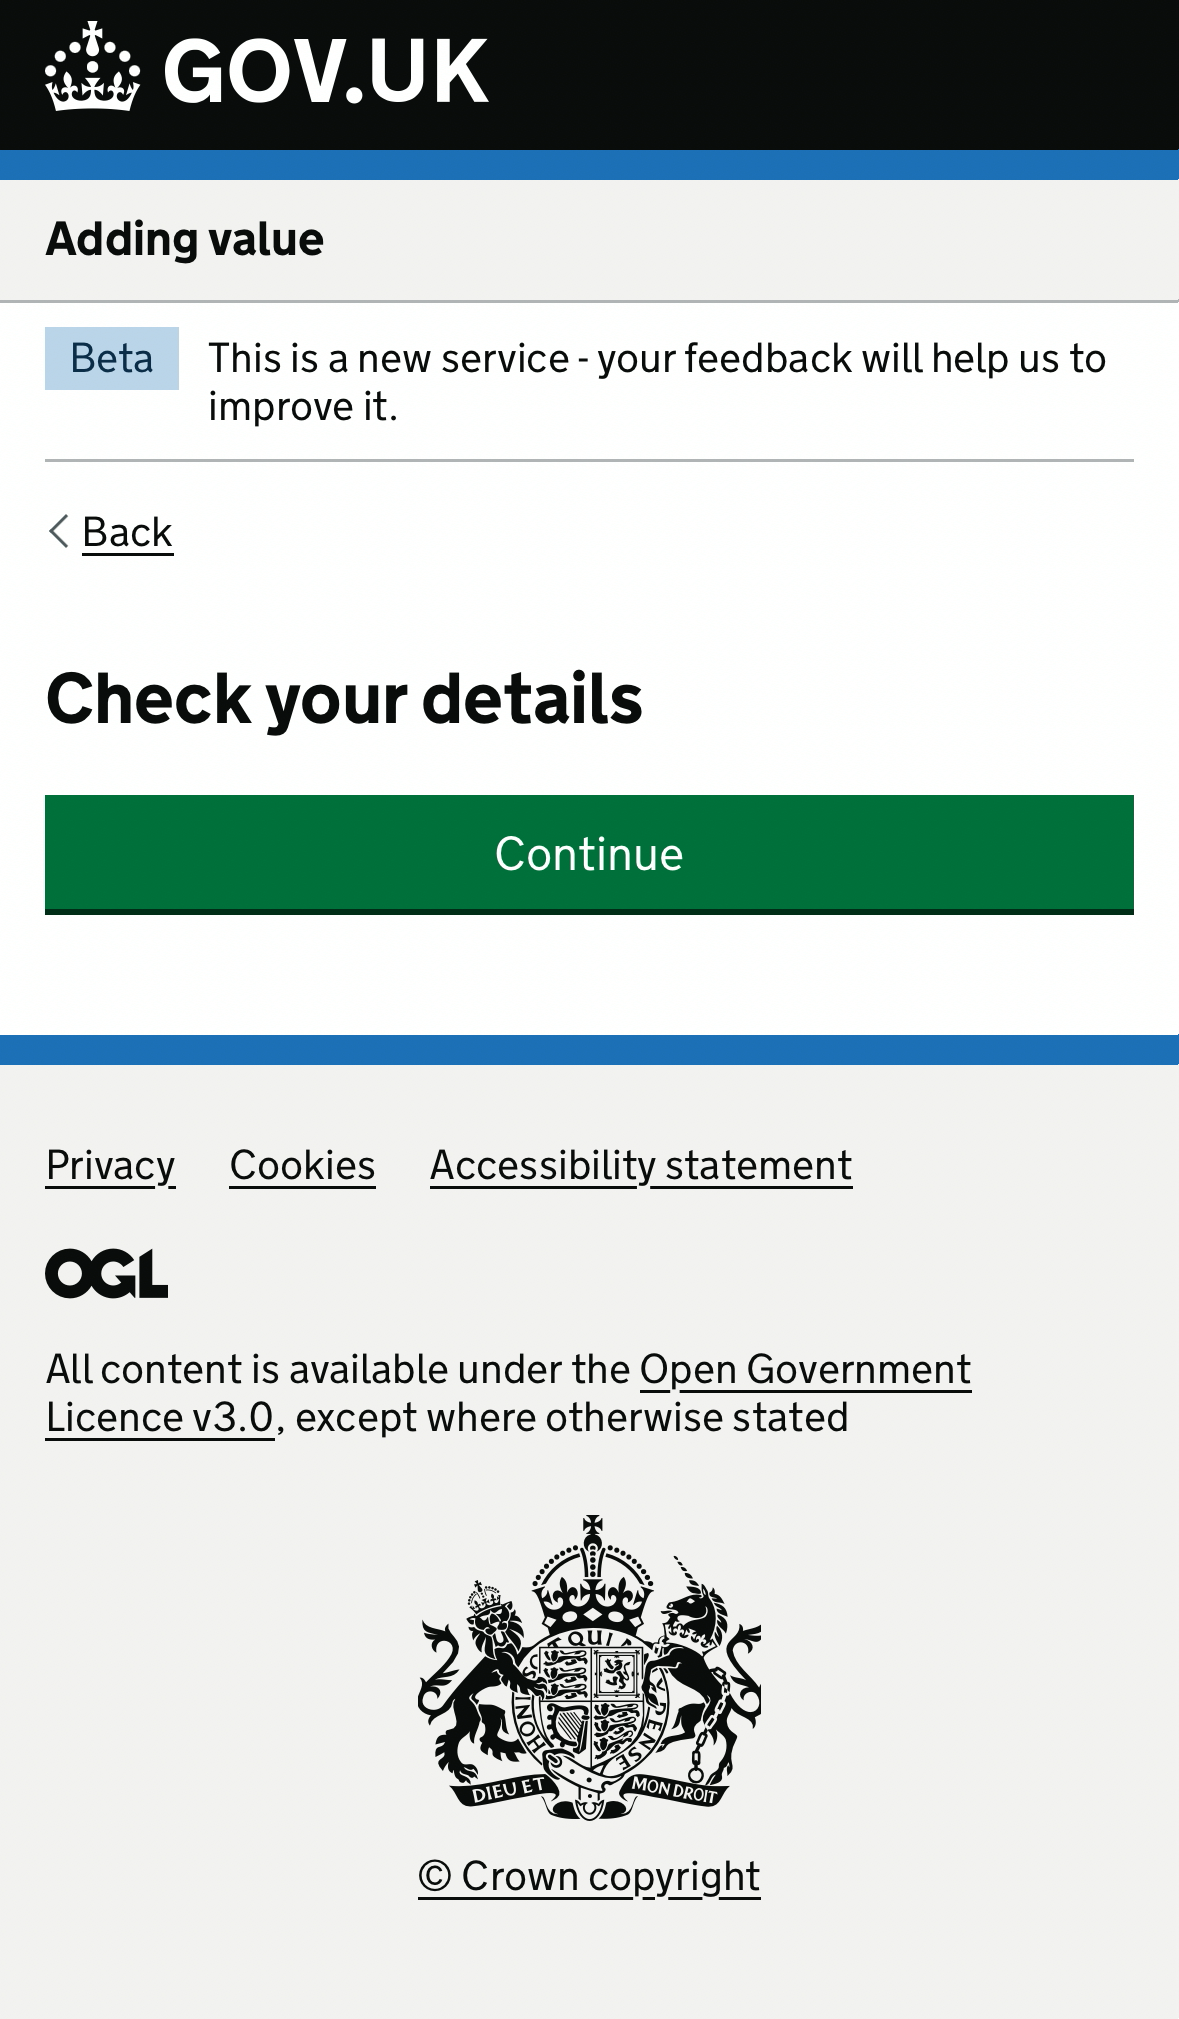 GOV.UK
Adding value
Beta
This is a new service - your feedback will help us to
improve it.
Back
Check your details
Continue
Privacy Cookies Accessibility statement
OGL
All content is available under the Open Government
Licence v3.0, except where otherwise stated
QUI
HONI
PENSE
DIEU ET MON DROIT
© Crown copyright